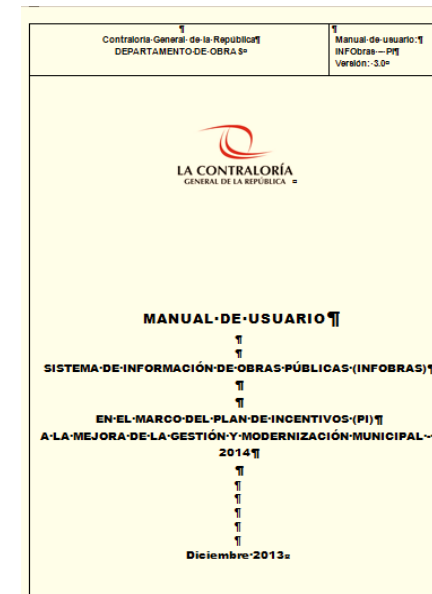 Contraloría General de la República
DEPARTAMENTO DE OBRAS
Manual de usuario:
INFObras – PI
Versión: 3.0
LA CONTRALORÍA
GENERAL DE LA REPÚBLICA
MANUAL DE USUARIO
SISTEMA DE INFORMACIÓN DE OBRAS PÚBLICAS (INFOBRAS)
EN EL MARCO DEL PLAN DE INCENTIVOS (PI)
A LA MEJORA DE LA GESTIÓN Y MODERNIZACIÓN MUNICIPAL -
2014
Diciembre 2013